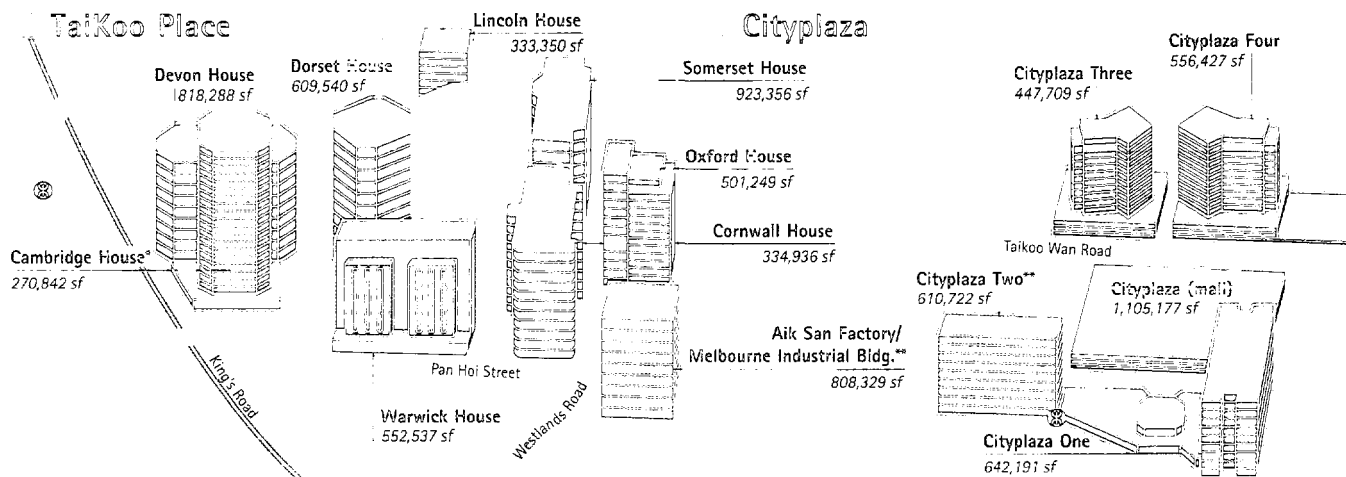 TaiKoo Place
Cityplaza
Lincoln House
333,350 sf
Devon House
818,288 sf
Dorset House
609,540 sf
Somerset House
923,356 sf
Cityplaza Three
447,709 sf
Cityplaza Four
556,427 sf
Oxford House
501,249 sf
Cornwall House
334,936 sf
Taikoo Wan Road
Cambridge House*
270,842 sf
Cityplaza Two**
610,722 sf
Cityplaza (mall)
1,105,177 sf
Aik San Factory/
Melbourne Industrial Bldg.**
808,329 sf
King's Road
Pan Hoi Street
Westlands Road
Warwick House
552,537 sf
Cityplaza One
642,191 sf